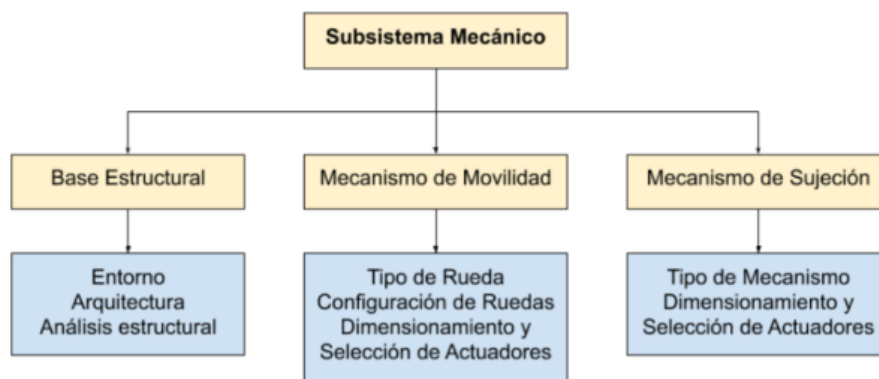 Subsistema Mecánico
Base Estructural
Mecanismo de Movilidad
Mecanismo de Sujeción
Entorno
Arquitectura
Análisis estructural
Tipo de Rueda
Configuración de Ruedas
Dimensionamiento y
Selección de Actuadores
Tipo de Mecanismo
Dimensionamiento y
Selección de Actuadores